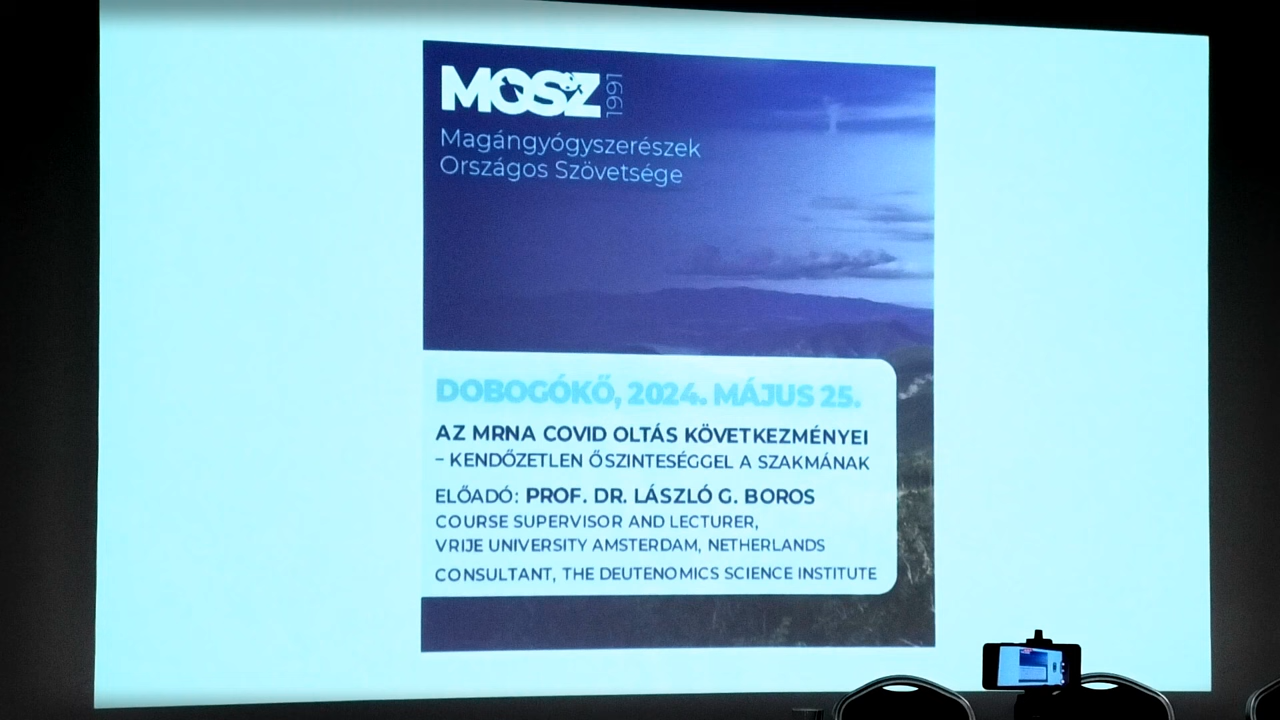 MOSZ 1991
Magángyógyszerészek
Országos Szövetsége
DOBOGÓKŐ, 2024. MÁJUS 25.
AZ MRNA COVID OLTÁS KÖVETKEZMÉNYEI
– KENDŐZETLEN ŐSZINTESÉGGEL A SZAKMÁNAK
ELŐADÓ: PROF. DR. LÁSZLÓ G. BOROS
COURSE SUPERVISOR AND LECTURER,
VRIJE UNIVERSITY AMSTERDAM, NETHERLANDS
CONSULTANT, THE DEUTENOMICS SCIENCE INSTITUTE